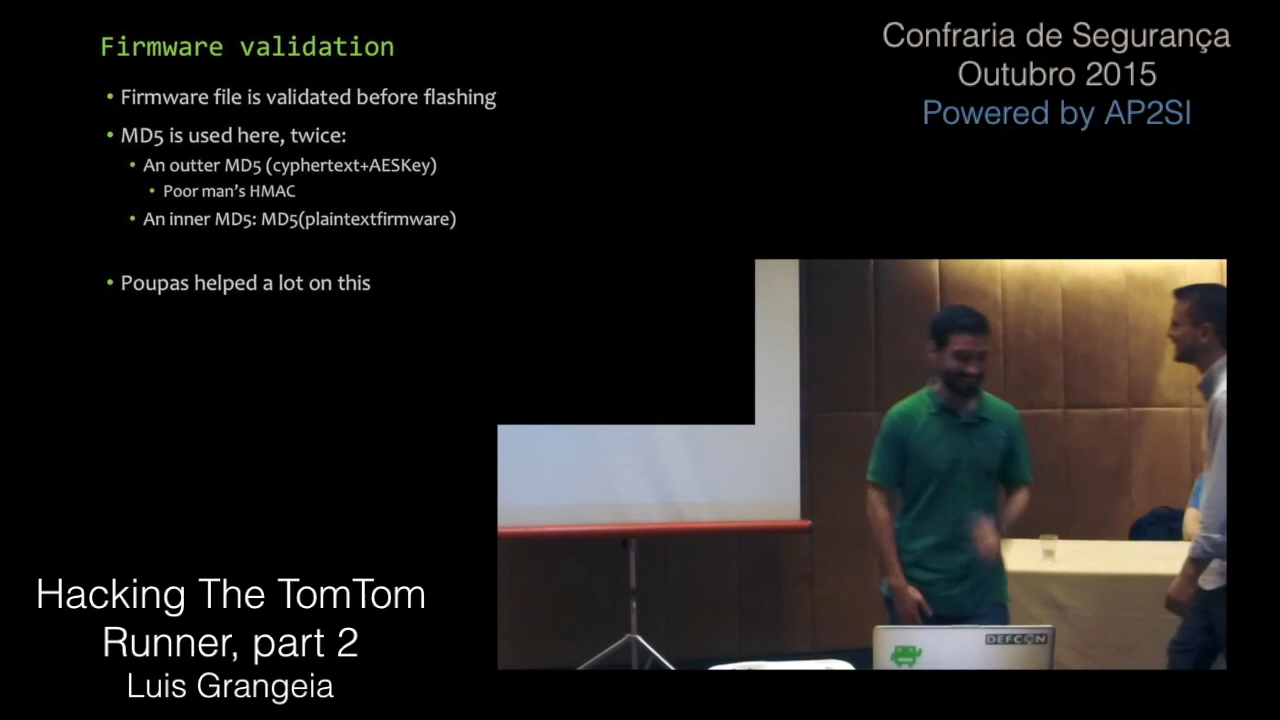 Firmware validation
• Firmware file is validated before flashing
• MD5 is used here, twice:
• An outter MD5 (cyphertext+AESKey)
• Poor man's HMAC
• An inner MD5: MD5(plaintextfirmware)
• Poupas helped a lot on this
Confraria de Segurança
Outubro 2015
Powered by AP2SI
DEFCON
Hacking The TomTom
Runner, part 2
Luis Grangeia